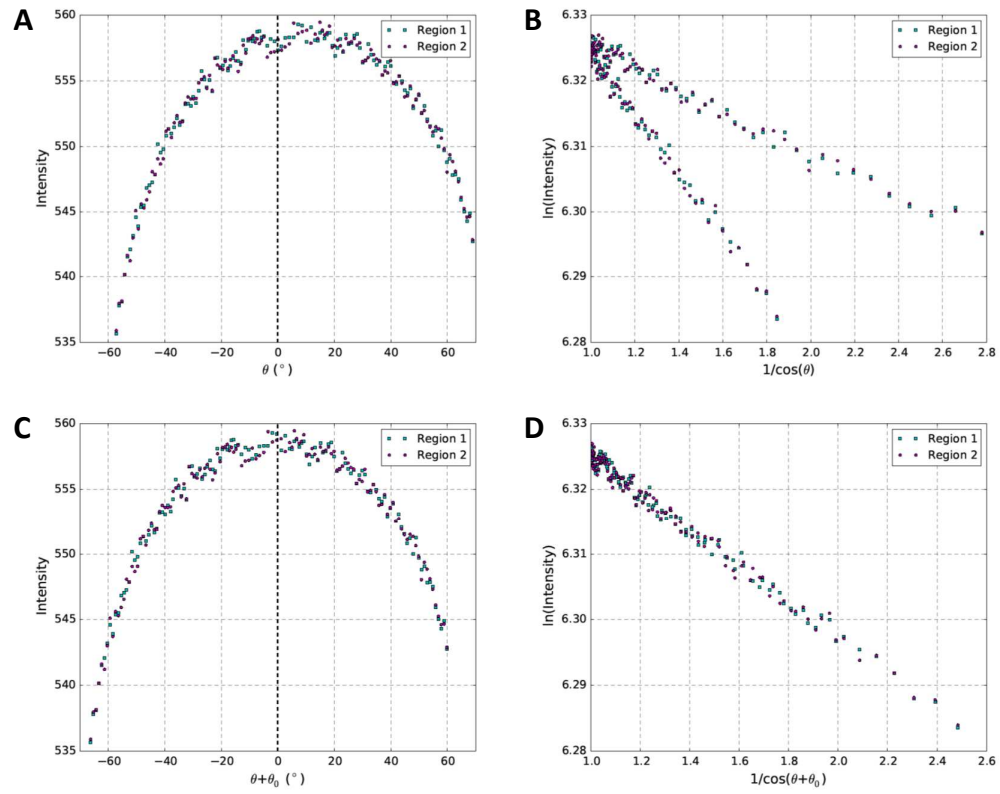 A
560
555
550
545
540
535
Intensity
−60
−40
−20
0
20
40
60
θ (°)
Region 1
Region 2
B
6.33
6.32
6.31
6.30
6.29
6.28
ln(Intensity)
1.0
1.2
1.4
1.6
1.8
2.0
2.2
2.4
2.6
2.8
1/cos(θ)
Region 1
Region 2
C
560
555
550
545
540
535
Intensity
−60
−40
−20
0
20
40
60
θ+θ₀ (°)
Region 1
Region 2
D
6.33
6.32
6.31
6.30
6.29
6.28
ln(Intensity)
1.0
1.2
1.4
1.6
1.8
2.0
2.2
2.4
2.6
1/cos(θ+θ₀)
Region 1
Region 2